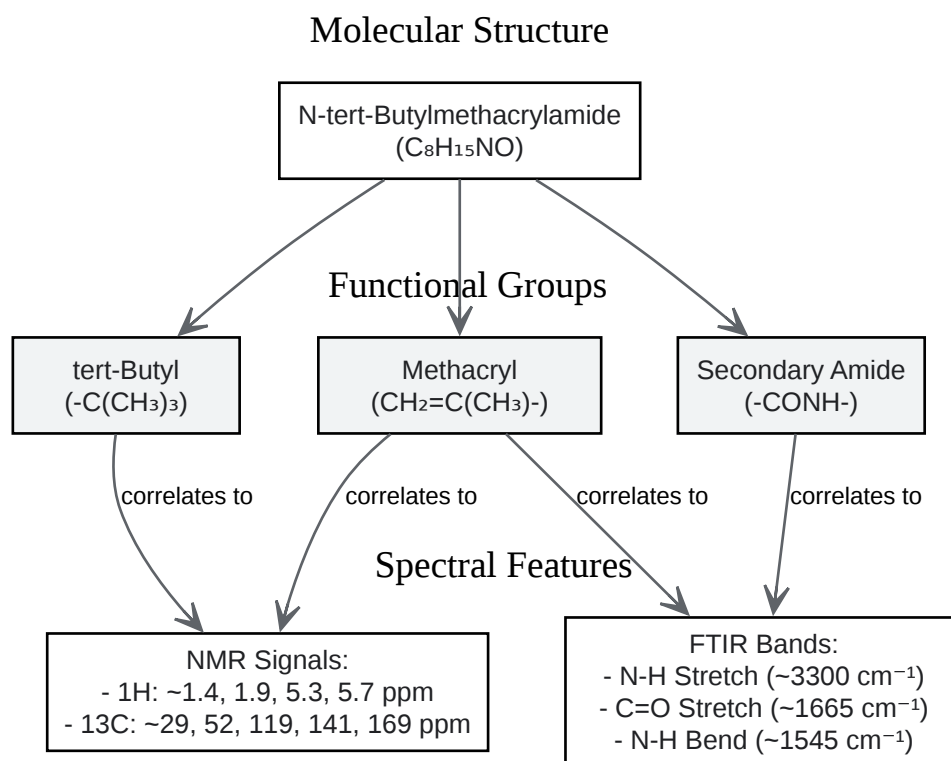 Molecular Structure
N-tert-Butylmethacrylamide
(C₈H₁₅NO)
Functional Groups
tert-Butyl
(-C(CH₃)₃)
Methacryl
(CH₂=C(CH₃)-)
Secondary Amide
(-CONH-)
correlates to
correlates to
correlates to
correlates to
Spectral Features
NMR Signals:
- 1H: ~1.4, 1.9, 5.3, 5.7 ppm
- 13C: ~29, 52, 119, 141, 169 ppm
FTIR Bands:
- N-H Stretch (~3300 cm⁻¹)
- C=O Stretch (~1665 cm⁻¹)
- N-H Bend (~1545 cm⁻¹)